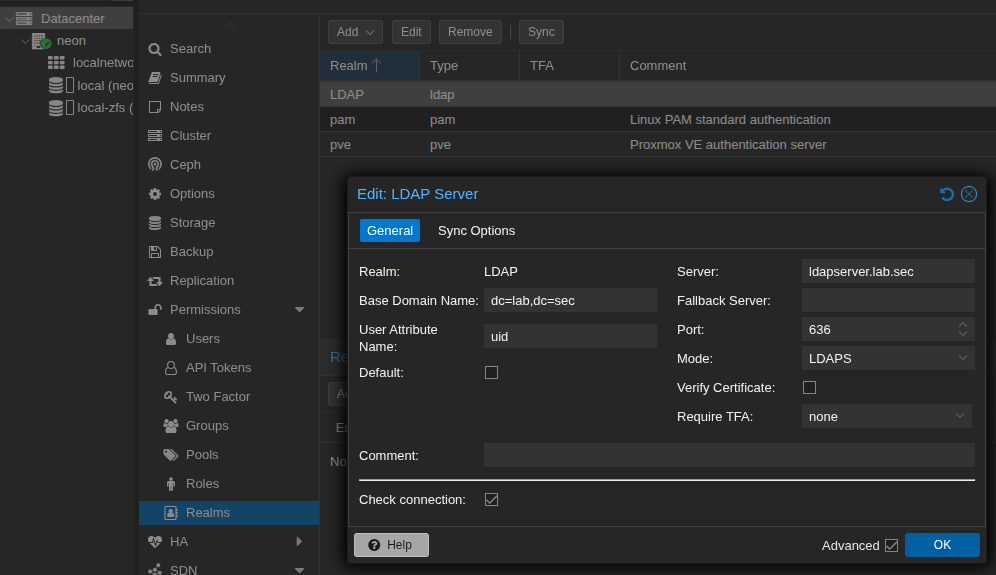 Datacenter
neon
localnetwo
local (neo
local-zfs (
Search
Summary
Notes
Cluster
Ceph
Options
Storage
Backup
Replication
Permissions
Users
API Tokens
Two Factor
Groups
Pools
Roles
Realms
HA
SDN
Add Edit Remove Sync
Realm Type TFA Comment
LDAP ldap
pam pam Linux PAM standard authentication
pve pve Proxmox VE authentication server
Re
A
No
Edit: LDAP Server
General Sync Options
Realm: LDAP
Base Domain Name: dc=lab,dc=sec
User Attribute
Name: uid
Default:
Server: ldapserver.lab.sec
Fallback Server:
Port: 636
Mode: LDAPS
Verify Certificate:
Require TFA: none
Comment:
Check connection:
Help
Advanced
OK